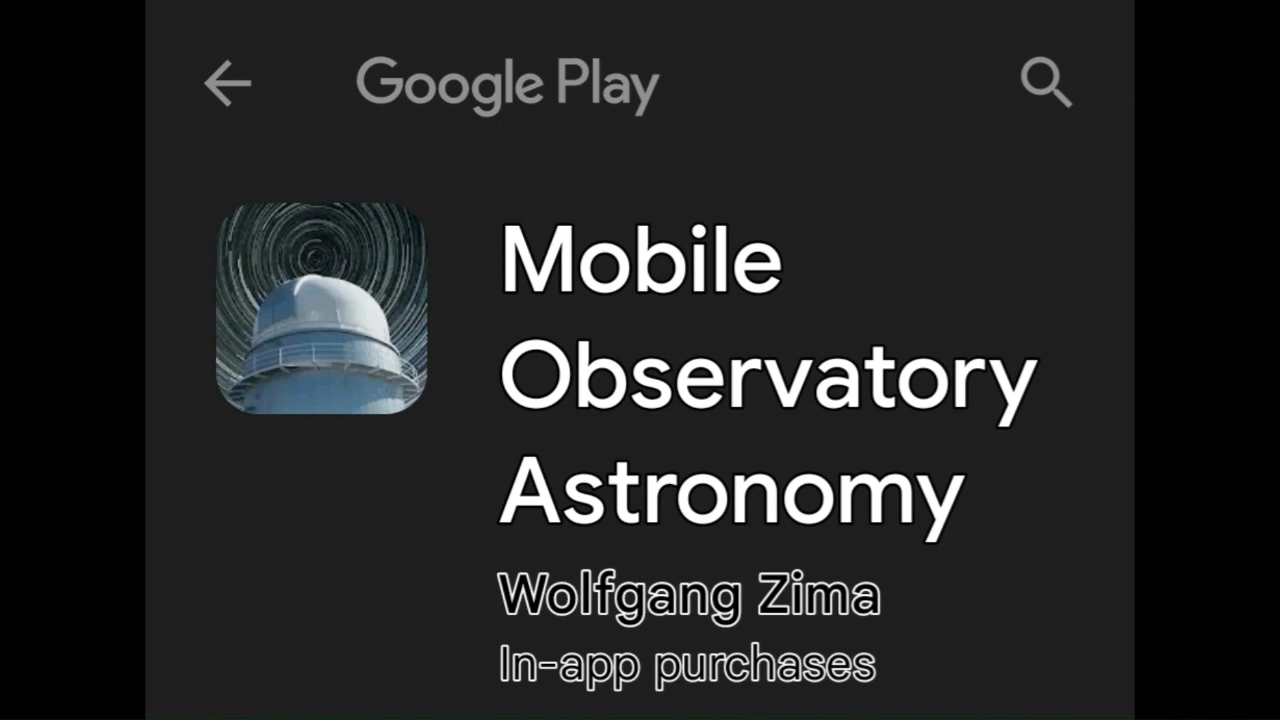 Google Play
Mobile
Observatory
Astronomy
Wolfgang Zima
In-app purchases